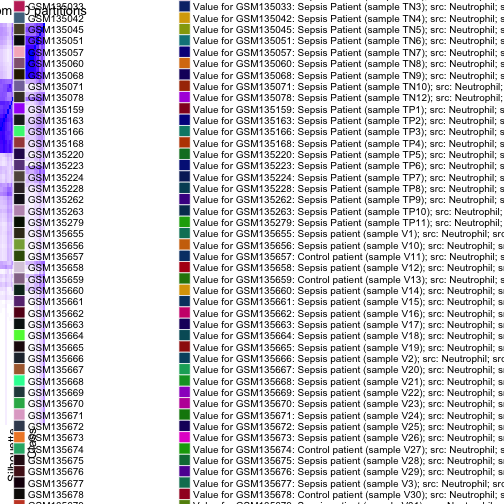 om
partitions
GSM135033 Value for GSM135033: Sepsis Patient (sample TN3); src: Neutrophil; s
GSM135042 Value for GSM135042: Sepsis Patient (sample TN4); src: Neutrophil; s
GSM135045 Value for GSM135045: Sepsis Patient (sample TN5); src: Neutrophil; s
GSM135051 Value for GSM135051: Sepsis Patient (sample TN6); src: Neutrophil; s
GSM135057 Value for GSM135057: Sepsis Patient (sample TN7); src: Neutrophil; s
GSM135060 Value for GSM135060: Sepsis Patient (sample TN8); src: Neutrophil; s
GSM135068 Value for GSM135068: Sepsis Patient (sample TN9); src: Neutrophil; s
GSM135071 Value for GSM135071: Sepsis Patient (sample TN10); src: Neutrophil;
GSM135078 Value for GSM135078: Sepsis Patient (sample TN12); src: Neutrophil;
GSM135159 Value for GSM135159: Sepsis Patient (sample TP1); src: Neutrophil; s
GSM135163 Value for GSM135163: Sepsis Patient (sample TP2); src: Neutrophil; s
GSM135166 Value for GSM135166: Sepsis Patient (sample TP3); src: Neutrophil; s
GSM135168 Value for GSM135168: Sepsis Patient (sample TP4); src: Neutrophil; s
GSM135220 Value for GSM135220: Sepsis Patient (sample TP5); src: Neutrophil; s
GSM135223 Value for GSM135223: Sepsis Patient (sample TP6); src: Neutrophil; s
GSM135224 Value for GSM135224: Sepsis Patient (sample TP7); src: Neutrophil; s
GSM135228 Value for GSM135228: Sepsis Patient (sample TP8); src: Neutrophil; s
GSM135262 Value for GSM135262: Sepsis Patient (sample TP9); src: Neutrophil; s
GSM135263 Value for GSM135263: Sepsis Patient (sample TP10); src: Neutrophil;
GSM135279 Value for GSM135279: Sepsis Patient (sample TP11); src: Neutrophil;
GSM135655 Value for GSM135655: Sepsis patient (sample V1); src: Neutrophil; src
GSM135656 Value for GSM135656: Sepsis patient (sample V10); src: Neutrophil; s
GSM135657 Value for GSM135657: Control patient (sample V11); src: Neutrophil; s
GSM135658 Value for GSM135658: Sepsis patient (sample V12); src: Neutrophil; s
GSM135659 Value for GSM135659: Control patient (sample V13); src: Neutrophil; s
GSM135660 Value for GSM135660: Sepsis patient (sample V14); src: Neutrophil; s
GSM135661 Value for GSM135661: Sepsis patient (sample V15); src: Neutrophil; s
GSM135662 Value for GSM135662: Sepsis patient (sample V16); src: Neutrophil; s
GSM135663 Value for GSM135663: Sepsis patient (sample V17); src: Neutrophil; s
GSM135664 Value for GSM135664: Sepsis patient (sample V18); src: Neutrophil; s
GSM135665 Value for GSM135665: Sepsis patient (sample V19); src: Neutrophil; s
GSM135666 Value for GSM135666: Sepsis patient (sample V2); src: Neutrophil; src
GSM135667 Value for GSM135667: Sepsis patient (sample V20); src: Neutrophil; s
GSM135668 Value for GSM135668: Sepsis patient (sample V21); src: Neutrophil; s
GSM135669 Value for GSM135669: Sepsis patient (sample V22); src: Neutrophil; s
GSM135670 Value for GSM135670: Sepsis patient (sample V23); src: Neutrophil; s
GSM135671 Value for GSM135671: Sepsis patient (sample V24); src: Neutrophil; s
GSM135672 Value for GSM135672: Sepsis patient (sample V25); src: Neutrophil; s
GSM135673 Value for GSM135673: Sepsis patient (sample V26); src: Neutrophil; s
GSM135674 Value for GSM135674: Control patient (sample V27); src: Neutrophil; s
GSM135675 Value for GSM135675: Sepsis patient (sample V28); src: Neutrophil; s
GSM135676 Value for GSM135676: Sepsis patient (sample V29); src: Neutrophil; s
GSM135677 Value for GSM135677: Sepsis patient (sample V3); src: Neutrophil; src
GSM135678 Value for GSM135678: Control patient (sample V30); src: Neutrophil; s
Silhouette